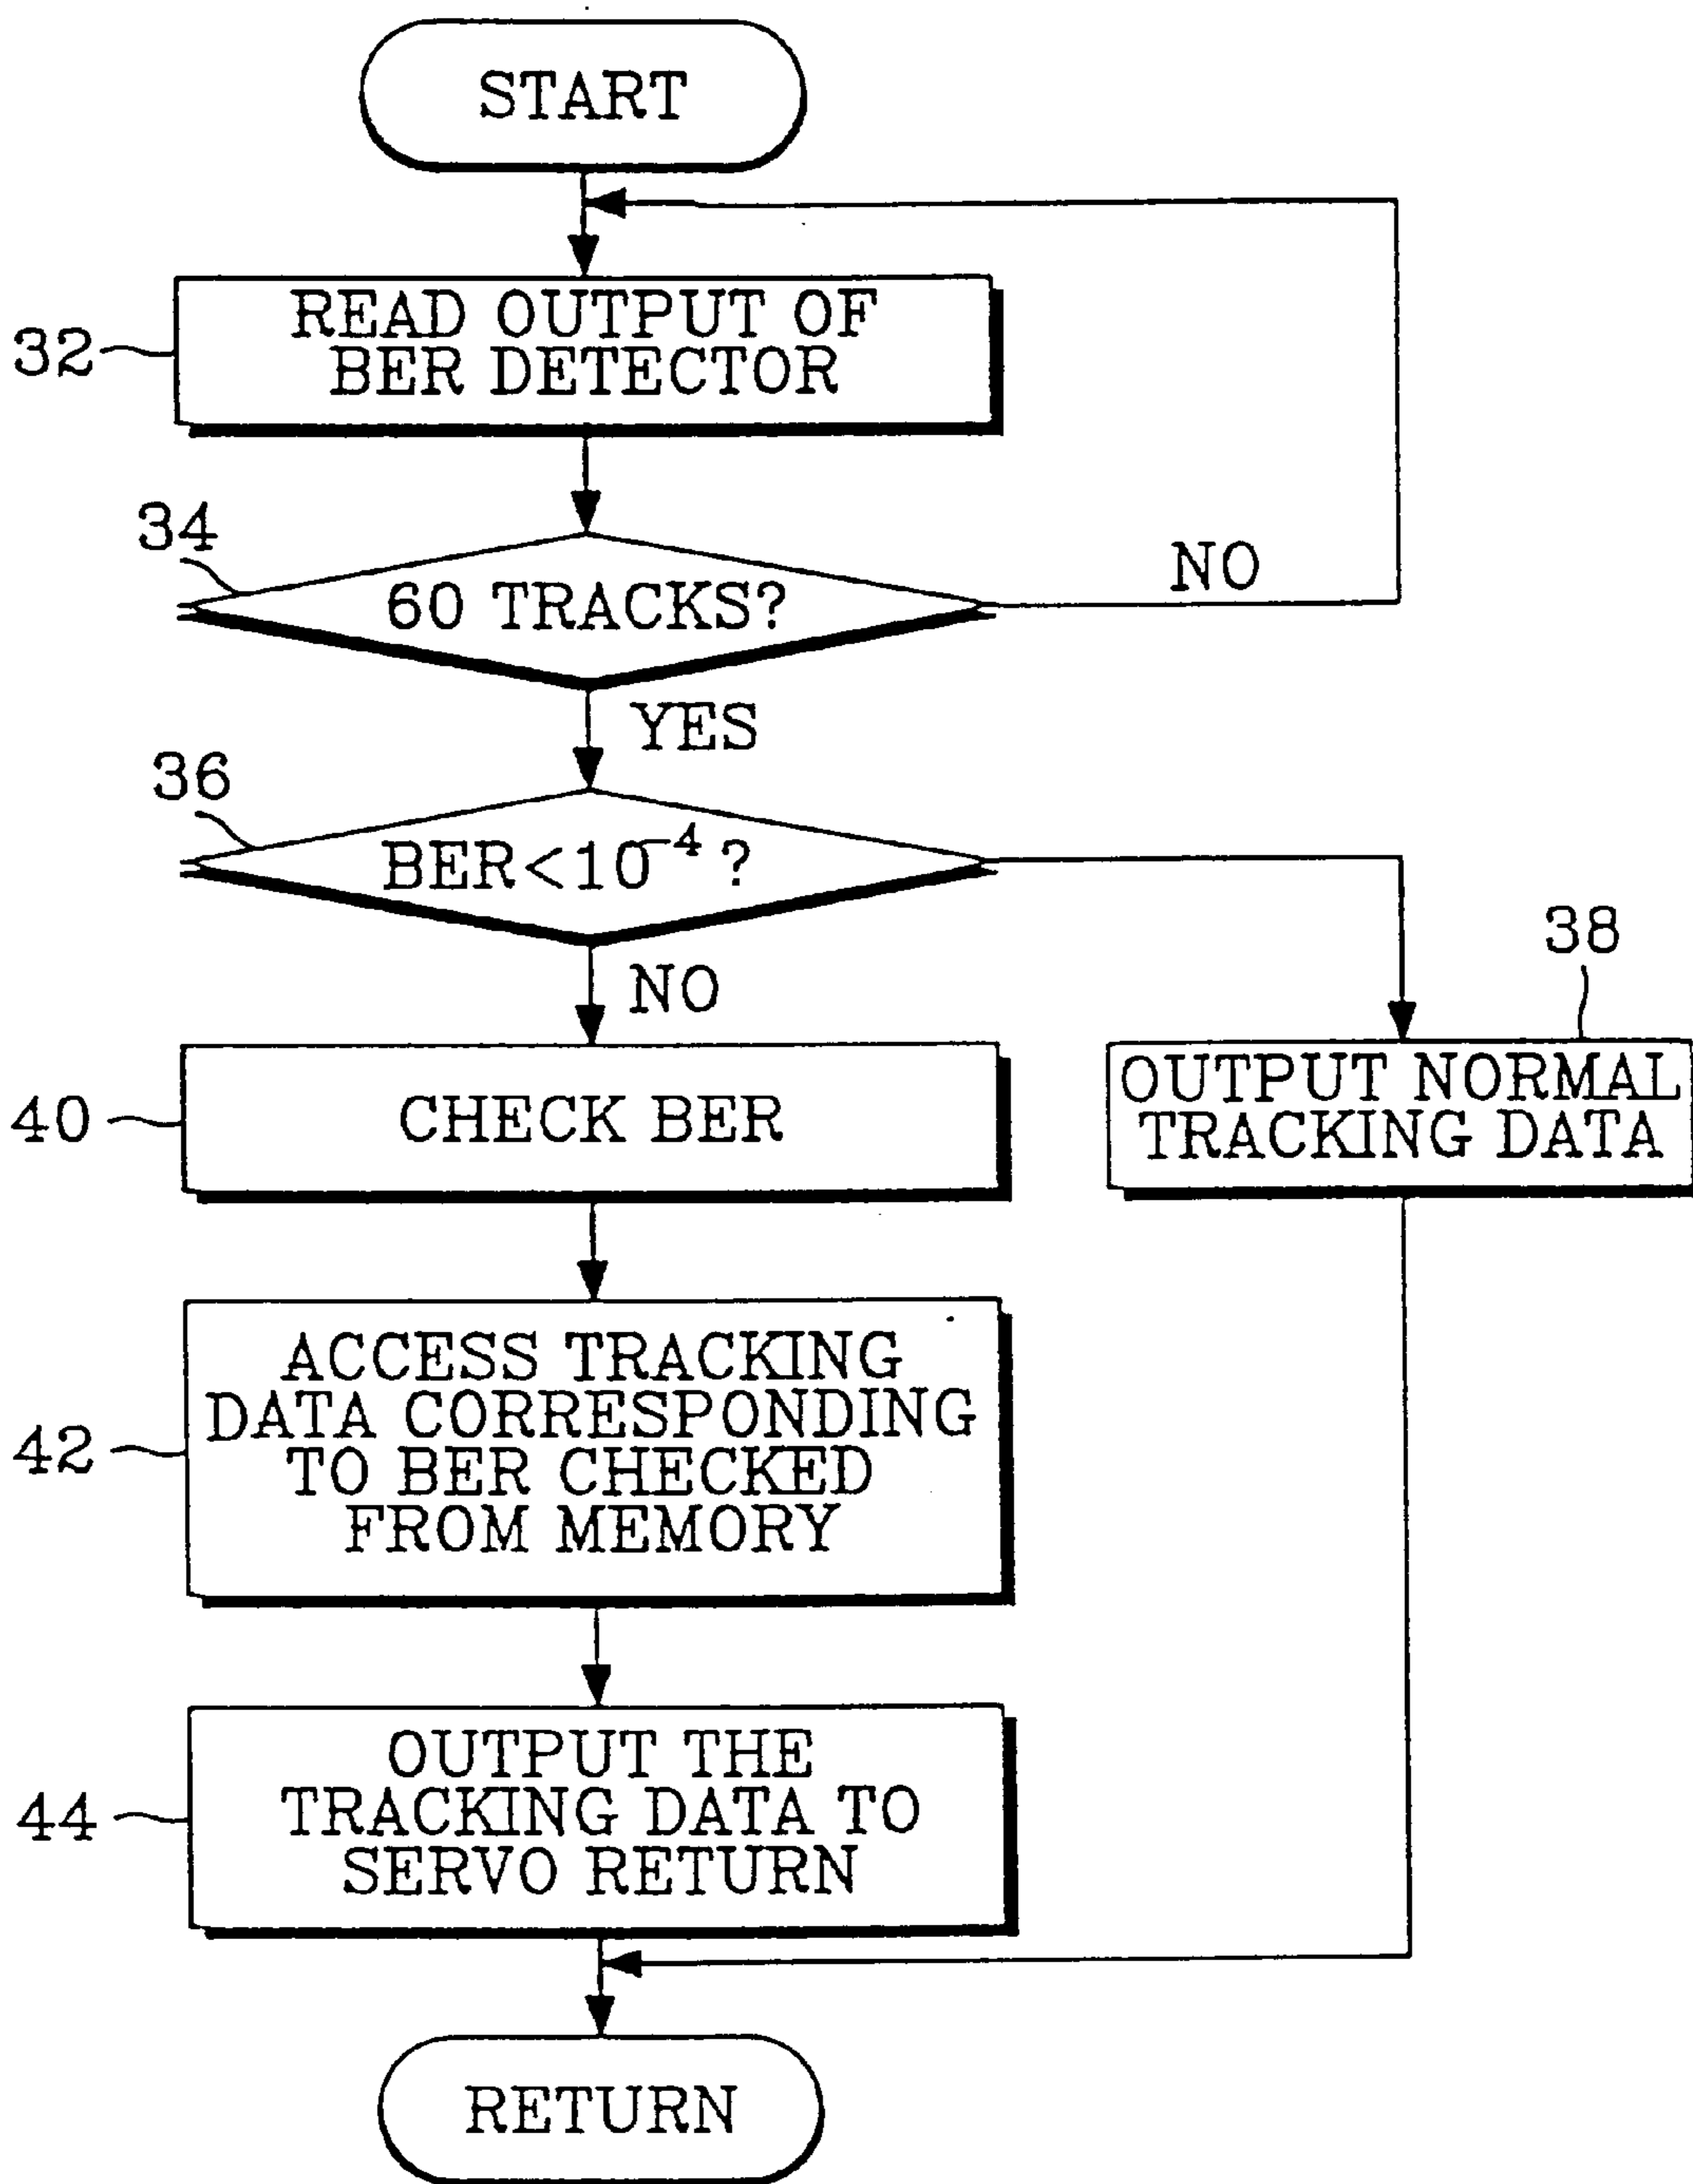 START
32
READ OUTPUT OF
BER DETECTOR
34
60 TRACKS?
NO
YES
36
BER<10⁻⁴?
NO
38
OUTPUT NORMAL
TRACKING DATA
40
CHECK BER
42
ACCESS TRACKING
DATA CORRESPONDING
TO BER CHECKED
FROM MEMORY
44
OUTPUT THE
TRACKING DATA TO
SERVO RETURN
RETURN